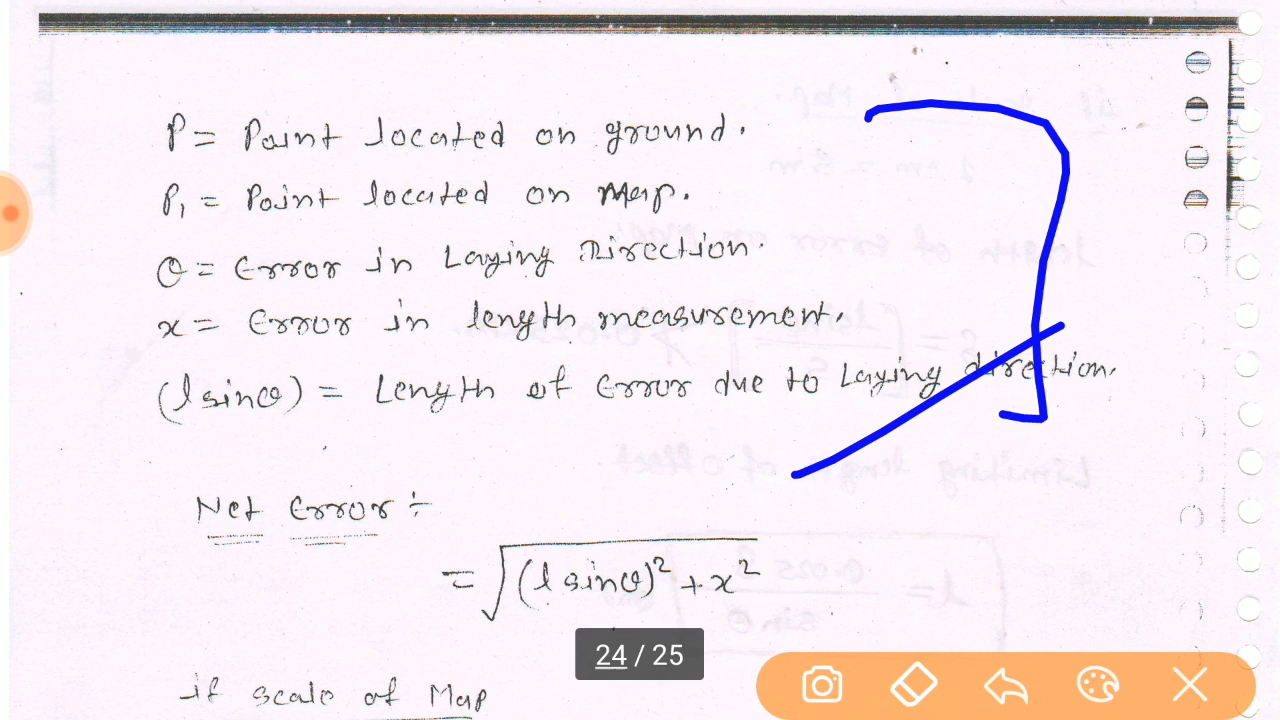 P = Point located on ground.
P₁ = Point located on Map.
θ = Error in Laying Direction.
x = Error in length measurement.
(l sinθ) = Length of Error due to Laying direction.
Net Error ÷
= √(l sinθ)² + x²
24 / 25
if scale of Map